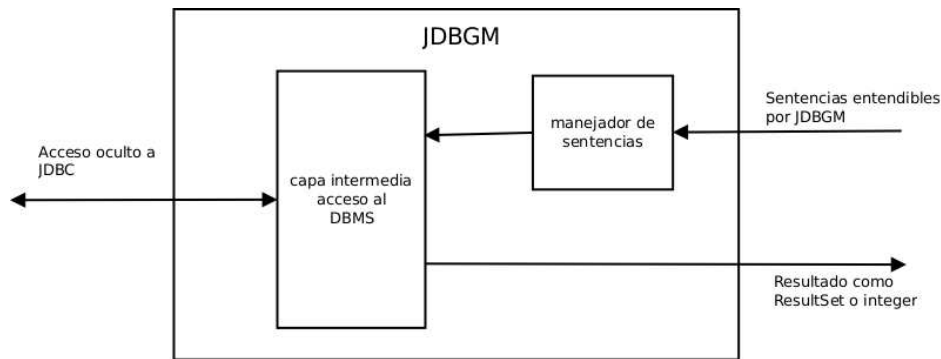 JDBGM
Sentencias entendibles
por JDBGM
manejador de
sentencias
Acceso oculto a
JDBC
capa intermedia
acceso al
DBMS
Resultado como
ResultSet o integer